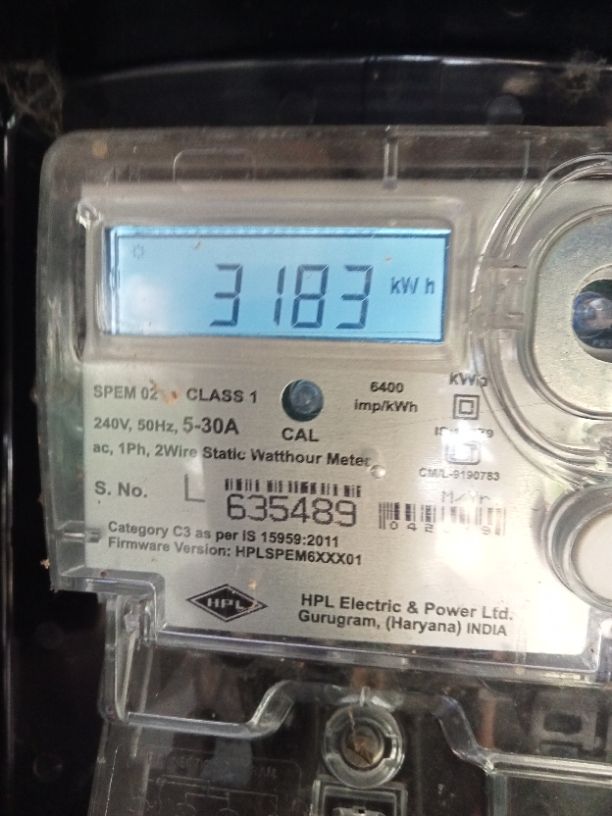 3183 kWh
SPEM 02 CLASS 1
6400
imp/kWh
240V, 50Hz, 5-30A
CAL
ac, 1Ph, 2Wire Static Watthour Meter
CM/L-9190783
S. No. L 635489
M/Yr
Category C3 as per IS 15959:2011
Firmware Version: HPLSPEM6XXX01
HPL
HPL Electric & Power Ltd.
Gurugram, (Haryana) INDIA